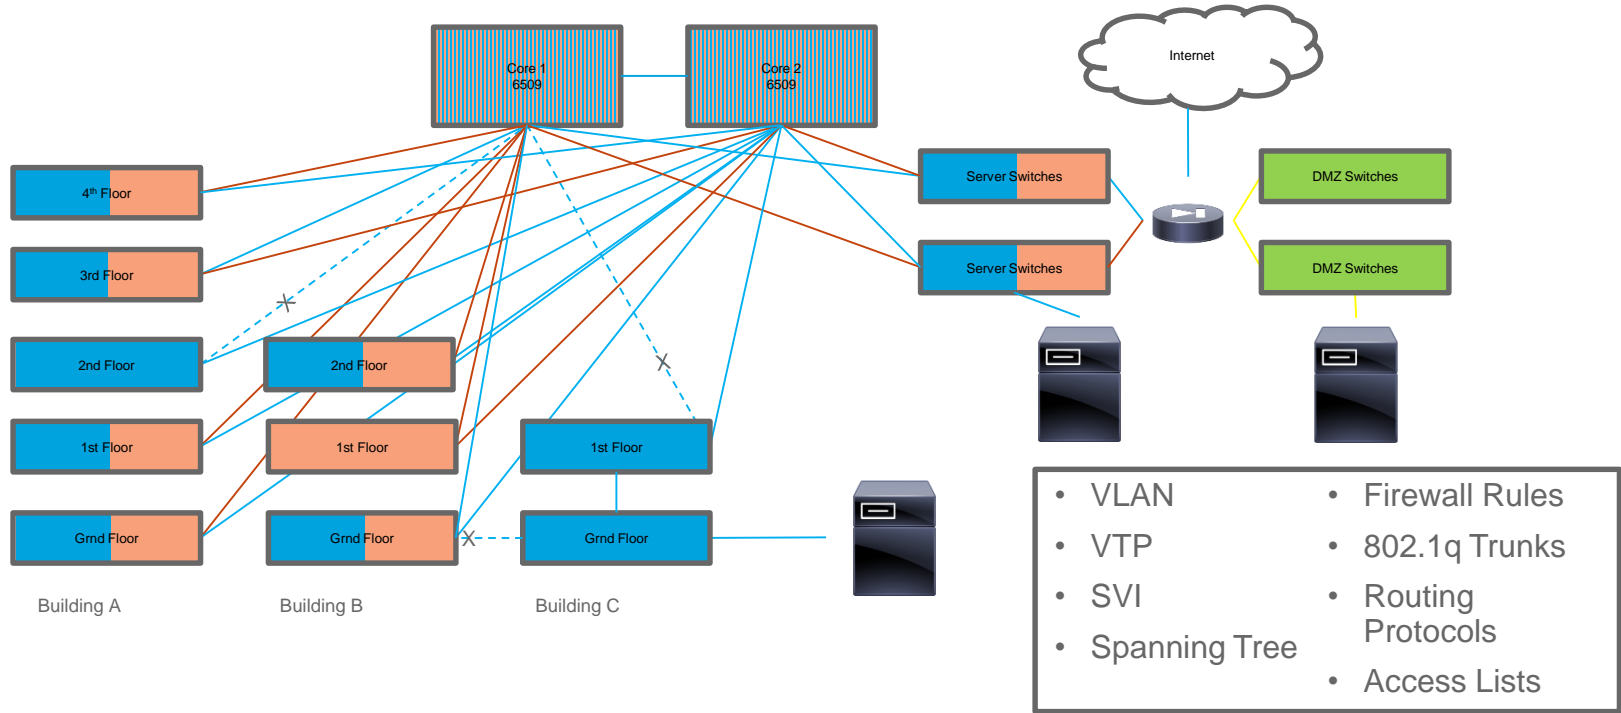 Core 1
6509
Core 2
6509
Internet
4th Floor
Server Switches
DMZ Switches
3rd Floor
Server Switches
DMZ Switches
X
2nd Floor
2nd Floor
X
1st Floor
1st Floor
1st Floor
Grnd Floor
Grnd Floor
X
Grnd Floor
Building A
Building B
Building C
• VLAN
• VTP
• SVI
• Spanning Tree
• Firewall Rules
• 802.1q Trunks
• Routing
Protocols
• Access Lists